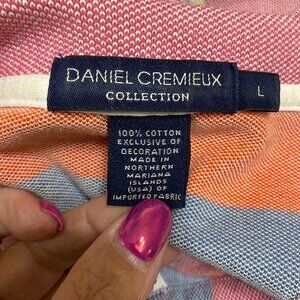 DANIEL CREMIEUX
COLLECTION
L
100% COTTON
EXCLUSIVE OF
DECORATION
MADE IN
NORTHERN
MARIANA
ISLANDS
(USA) OF
IMPORTED FABRIC